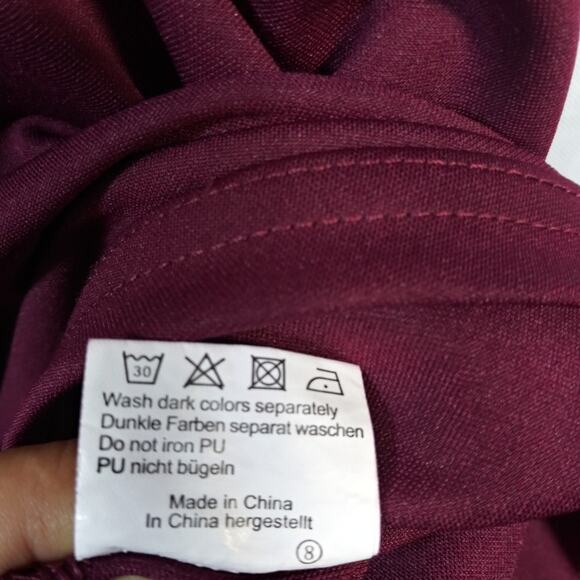 30
Wash dark colors separately
Dunkle Farben separat waschen
Do not iron PU
PU nicht bügeln
Made in China
In China hergestellt
8